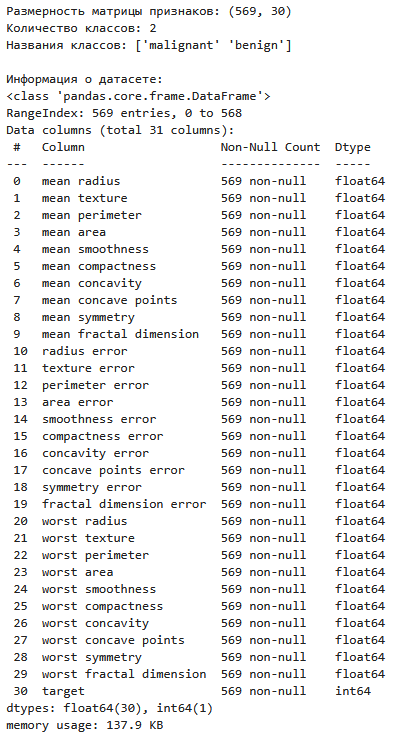 Размерность матрицы признаков: (569, 30)
Количество классов: 2
Названия классов: ['malignant' 'benign']

Информация о датасете:
<class 'pandas.core.frame.DataFrame'>
RangeIndex: 569 entries, 0 to 568
Data columns (total 31 columns):
 #   Column                   Non-Null Count  Dtype
---  ------                   --------------  -----
 0   mean radius              569 non-null    float64
 1   mean texture             569 non-null    float64
 2   mean perimeter           569 non-null    float64
 3   mean area                569 non-null    float64
 4   mean smoothness          569 non-null    float64
 5   mean compactness         569 non-null    float64
 6   mean concavity           569 non-null    float64
 7   mean concave points      569 non-null    float64
 8   mean symmetry            569 non-null    float64
 9   mean fractal dimension   569 non-null    float64
 10  radius error             569 non-null    float64
 11  texture error            569 non-null    float64
 12  perimeter error          569 non-null    float64
 13  area error               569 non-null    float64
 14  smoothness error         569 non-null    float64
 15  compactness error        569 non-null    float64
 16  concavity error          569 non-null    float64
 17  concave points error     569 non-null    float64
 18  symmetry error           569 non-null    float64
 19  fractal dimension error  569 non-null    float64
 20  worst radius             569 non-null    float64
 21  worst texture            569 non-null    float64
 22  worst perimeter          569 non-null    float64
 23  worst area               569 non-null    float64
 24  worst smoothness         569 non-null    float64
 25  worst compactness        569 non-null    float64
 26  worst concavity          569 non-null    float64
 27  worst concave points     569 non-null    float64
 28  worst symmetry           569 non-null    float64
 29  worst fractal dimension  569 non-null    float64
 30  target                   569 non-null    int64
dtypes: float64(30), int64(1)
memory usage: 137.9 KB